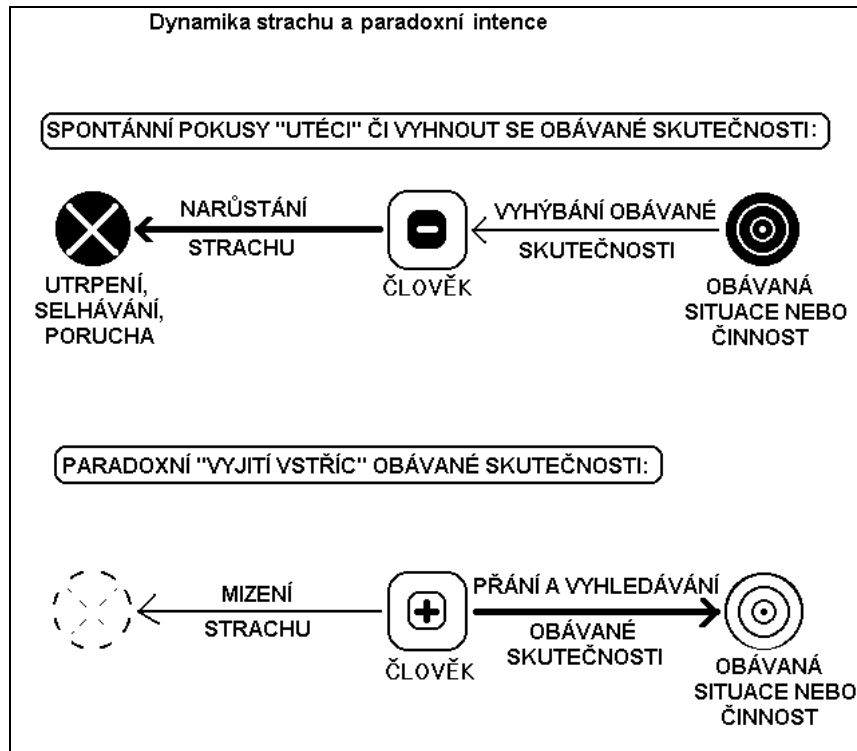 Dynamika strachu a paradoxní intence
SPONTÁNNÍ POKUSY "UTÉCI" ČI VYHNOUT SE OBÁVANÉ SKUTEČNOSTI:
NARŮSTÁNÍ
STRACHU
VYHÝBÁNÍ OBÁVANÉ
SKUTEČNOSTI
UTRPENÍ,
SELHÁVÁNÍ,
PORUCHA
ČLOVĚK
OBÁVANÁ
SITUACE NEBO
ČINNOST
PARADOXNÍ "VYJITÍ VSTŘÍC" OBÁVANÉ SKUTEČNOSTI:
MIZENÍ
STRACHU
PŘÁNÍ A VYHLEDÁVÁNÍ
OBÁVANÉ
SKUTEČNOSTI
ČLOVĚK
OBÁVANÁ
SITUACE NEBO
ČINNOST